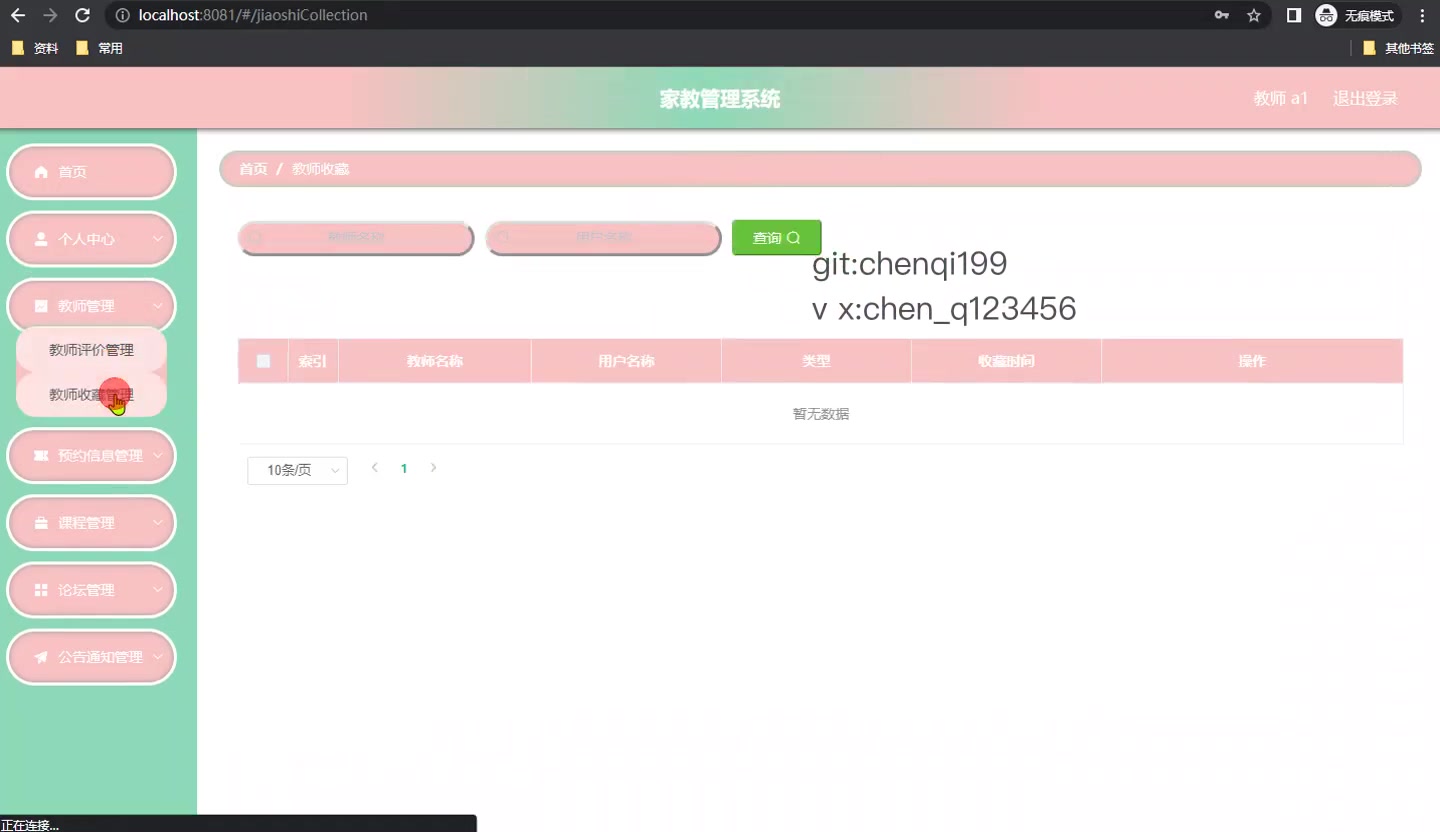 localhost:8081/#/jiaoshiCollection
无痕模式
资料
常用
其他书签
家教管理系统
教师 a1
退出登录
首页
个人中心
教师管理
教师评价管理
教师收藏管理
预约信息管理
课程管理
论坛管理
公告通知管理
首页 / 教师收藏
教师名称
用户名称
查询
git:chenqi199
v x:chen_q123456
索引
教师名称
用户名称
类型
收藏时间
操作
暂无数据
10条/页
1
正在连接...